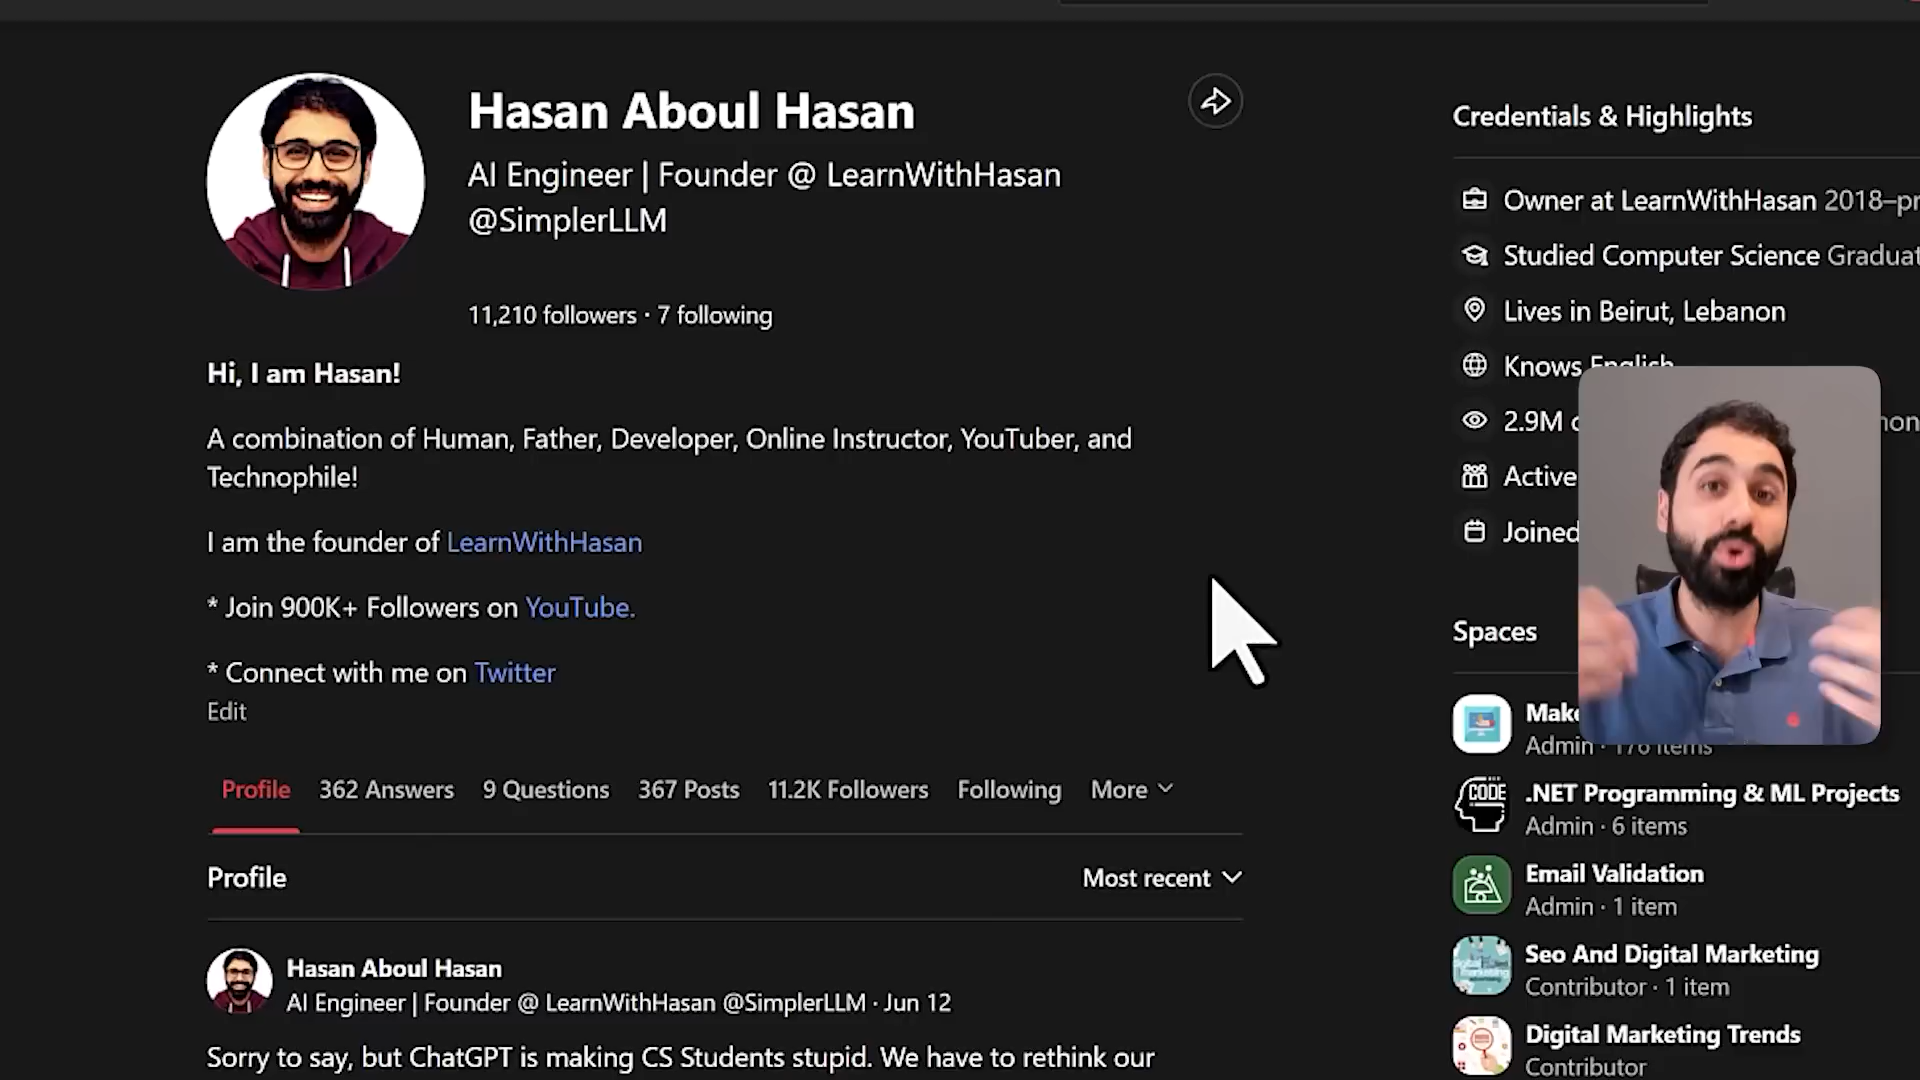 Hasan Aboul Hasan
AI Engineer | Founder @ LearnWithHasan
@SimplerLLM
11,210 followers · 7 following
Hi, I am Hasan!
A combination of Human, Father, Developer, Online Instructor, YouTuber, and
Technophile!
I am the founder of LearnWithHasan
* Join 900K+ Followers on YouTube.
* Connect with me on Twitter
Edit
Profile
362 Answers
9 Questions
367 Posts
11.2K Followers
Following
More
Profile
Most recent
Hasan Aboul Hasan
AI Engineer | Founder @ LearnWithHasan @SimplerLLM · Jun 12
Sorry to say, but ChatGPT is making CS Students stupid. We have to rethink our
Credentials & Highlights
Owner at LearnWithHasan 2018–pr
Studied Computer Science Graduat
Lives in Beirut, Lebanon
Knows English
2.9M
Active
Joined
Spaces
Make
Admin · 176 items
CODE
.NET Programming & ML Projects
Admin · 6 items
Email Validation
Admin · 1 item
Seo And Digital Marketing
Contributor · 1 item
Digital Marketing Trends
Contributor